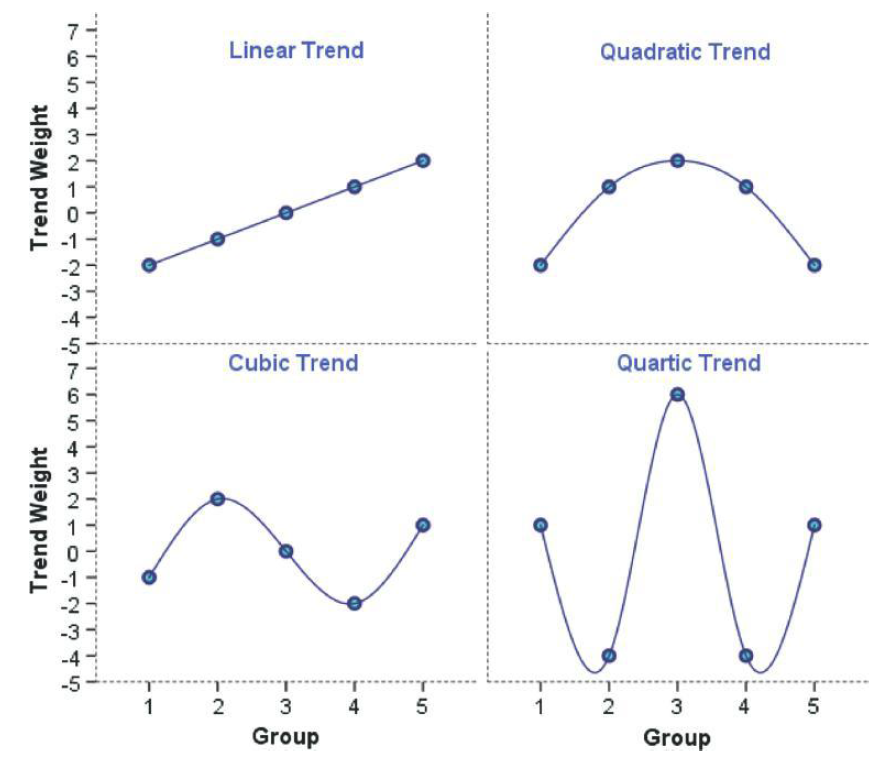 Linear Trend
Quadratic Trend
Trend Weight
7
6
5
4
3
2
1
0
-1
-2
-3
-4
-5
Cubic Trend
Quartic Trend
Trend Weight
7
6
5
4
3
2
1
0
-1
-2
-3
-4
-5
1 2 3 4 5
Group
1 2 3 4 5
Group